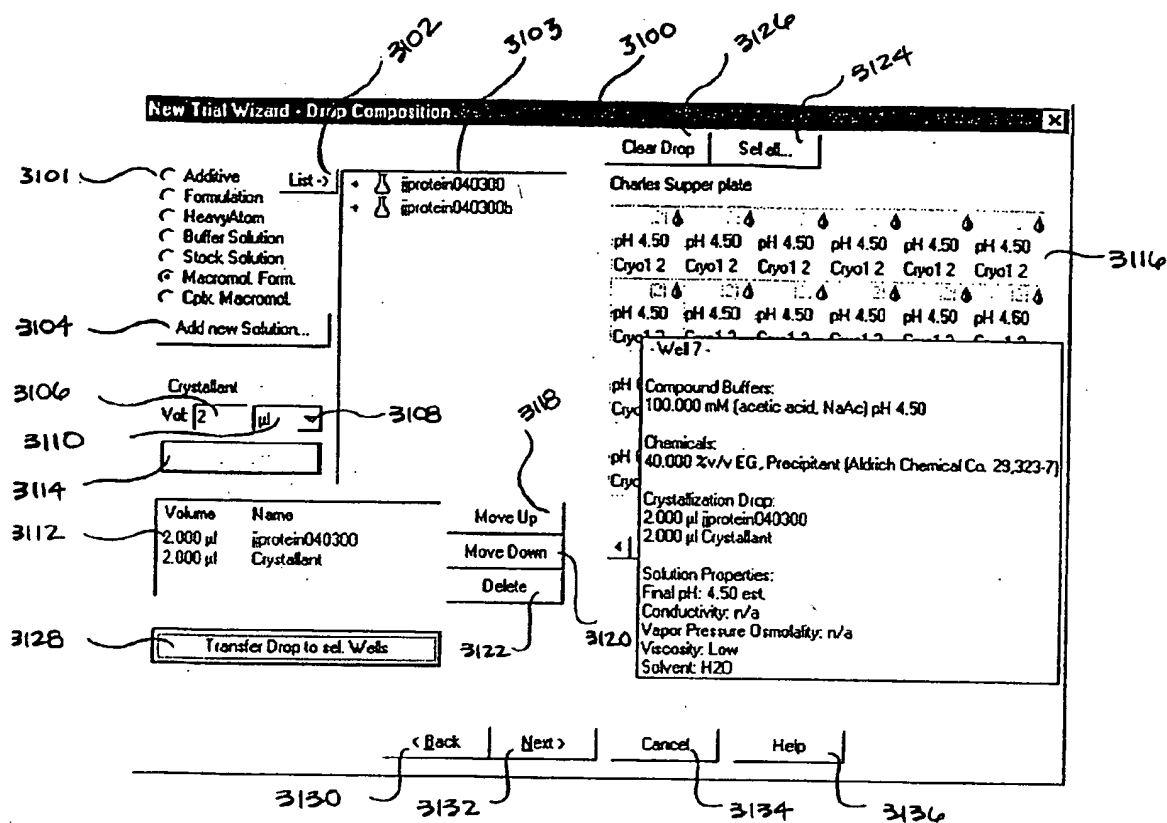 3102 3103 3100 3126 3124
New Trial Wizard - Drop Composition
Clear Drop Sel all...
3101 Additive List -> jjprotein040300 Charles Supper plate
Formulation jjprotein040300b
HeavyAtom
Buffer Solution pH 4.50 pH 4.50 pH 4.50 pH 4.50 pH 4.50 pH 4.50
Stock Solution Cryo1 2 Cryo1 2 Cryo1 2 Cryo1 2 Cryo1 2 Cryo1 2 3116
Macromol. Form.
Cplx. Macromol.
pH 4.50 pH 4.50 pH 4.50 pH 4.50 pH 4.50 pH 4.60
3104 Add new Solution...
- Well 7 -
Compound Buffers:
100.000 mM (acetic acid, NaAc) pH 4.50
Chemicals:
40.000 %v/v EG, Precipitant (Aldrich Chemical Co. 29,323-7)
Crystallization Drop:
2.000 µl jjprotein040300
2.000 µl Crystallant
Solution Properties:
Final pH: 4.50 est.
Conductivity: n/a
Vapor Pressure Osmolality: n/a
Viscosity: Low
Solvent: H2O
Crystallant
3106 Vol: 2 µl 3108
3110
3114
3118
Volume Name
3112 2.000 µl jjprotein040300
2.000 µl Crystallant
Move Up
Move Down
Delete
3128 Transfer Drop to sel. Wells 3122 3120
< Back Next > Cancel Help
3130 3132 3134 3136